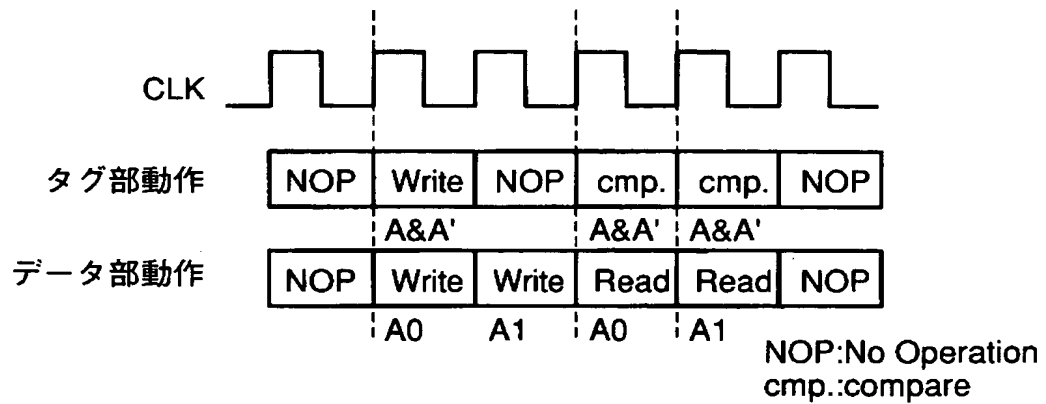 CLK
タグ部動作 NOP Write NOP cmp. cmp. NOP
A&A' A&A' A&A'
データ部動作 NOP Write Write Read Read NOP
A0 A1 A0 A1
NOP:No Operation
cmp.:compare